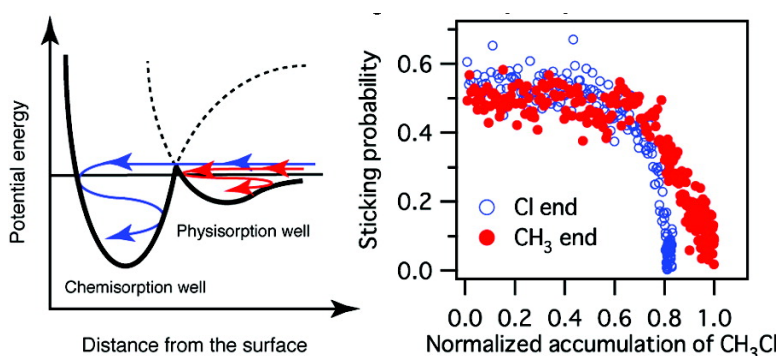 Potential energy
Physisorption well
Chemisorption well
Distance from the surface
Sticking probability
0.6
0.4
0.2
0.0
Cl end
CH3 end
0.0 0.2 0.4 0.6 0.8 1.0
Normalized accumulation of CH3Cl